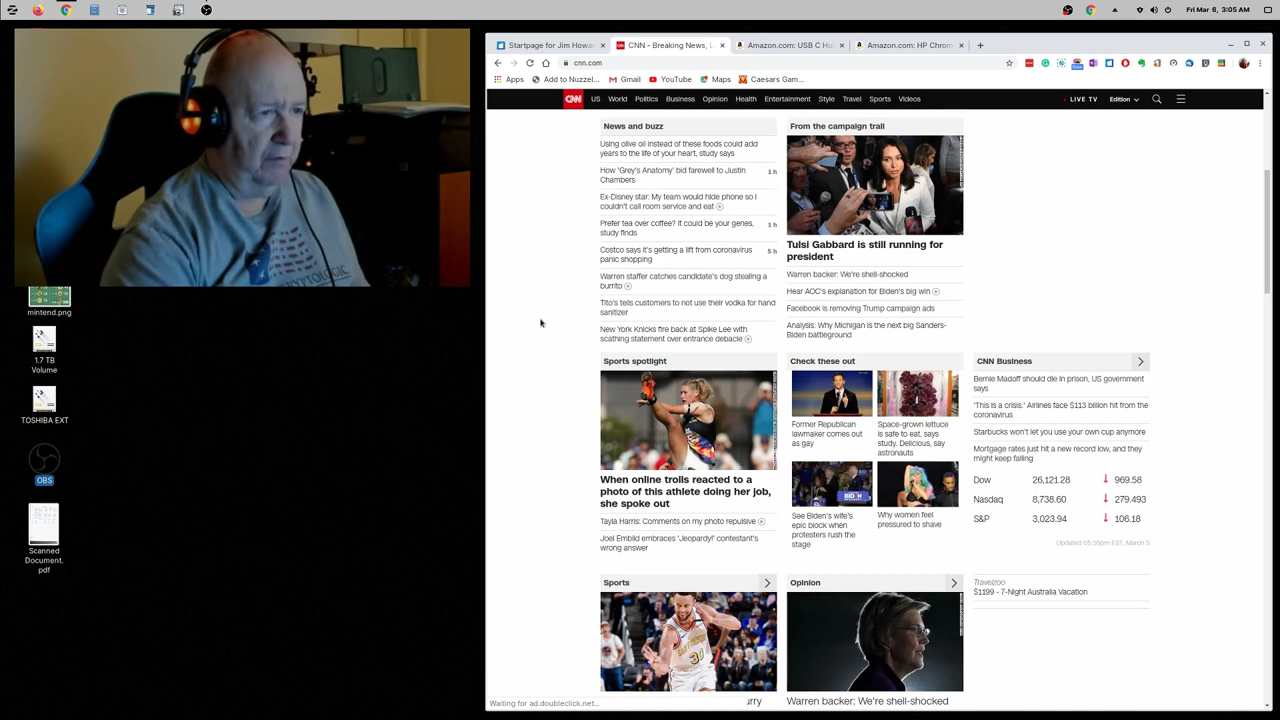 Fri Mar 6, 3:05 AM
Startpage for Jim Howa
CNN - Breaking News, L
Amazon.com: USB C Hu
Amazon.com: HP Chrom
cnn.com
Apps
Add to Nuzzel...
Gmail
YouTube
Maps
Caesars Gam...
CNN
US World Politics Business Opinion Health Entertainment Style Travel Sports Videos
LIVE TV
Edition
News and buzz
Using olive oil instead of these foods could add
years to the life of your heart, study says
How 'Grey's Anatomy' bid farewell to Justin
Chambers
1 h
Ex-Disney star: My team would hide phone so I
couldn't call room service and eat
Prefer tea over coffee? It could be your genes,
study finds
1 h
Costco says it's getting a lift from coronavirus
panic shopping
5 h
Warren staffer catches candidate's dog stealing a
burrito
Tito's tells customers to not use their vodka for hand
sanitizer
New York Knicks fire back at Spike Lee with
scathing statement over entrance debacle
From the campaign trail
Tulsi Gabbard is still running for
president
Warren backer: We're shell-shocked
Hear AOC's explanation for Biden's big win
Facebook is removing Trump campaign ads
Analysis: Why Michigan is the next big Sanders-
Biden battleground
mintend.png
1.7 TB
Volume
TOSHIBA EXT
OBS
Scanned
Document.
pdf
Sports spotlight
When online trolls reacted to a
photo of this athlete doing her job,
she spoke out
Tayla Harris: Comments on my photo repulsive
Joel Embiid embraces 'Jeopardy!' contestant's
wrong answer
Check these out
Former Republican
lawmaker comes out
as gay
Space-grown lettuce
is safe to eat, says
study. Delicious, say
astronauts
BIDEN
See Biden's wife's
epic block when
protesters rush the
stage
Why women feel
pressured to shave
CNN Business
Bernie Madoff should die in prison, US government
says
'This is a crisis.' Airlines face $113 billion hit from the
coronavirus
Starbucks won't let you use your own cup anymore
Mortgage rates just hit a new record low, and they
might keep falling
Dow 26,121.28 969.58
Nasdaq 8,738.60 279.493
S&P 3,023.94 106.18
Updated 05:16pm EST, March 5
Travelzoo
$1199 - 7-Night Australia Vacation
Sports
30
Opinion
Waiting for ad.doubleclick.net...
urry
Warren backer: We're shell-shocked